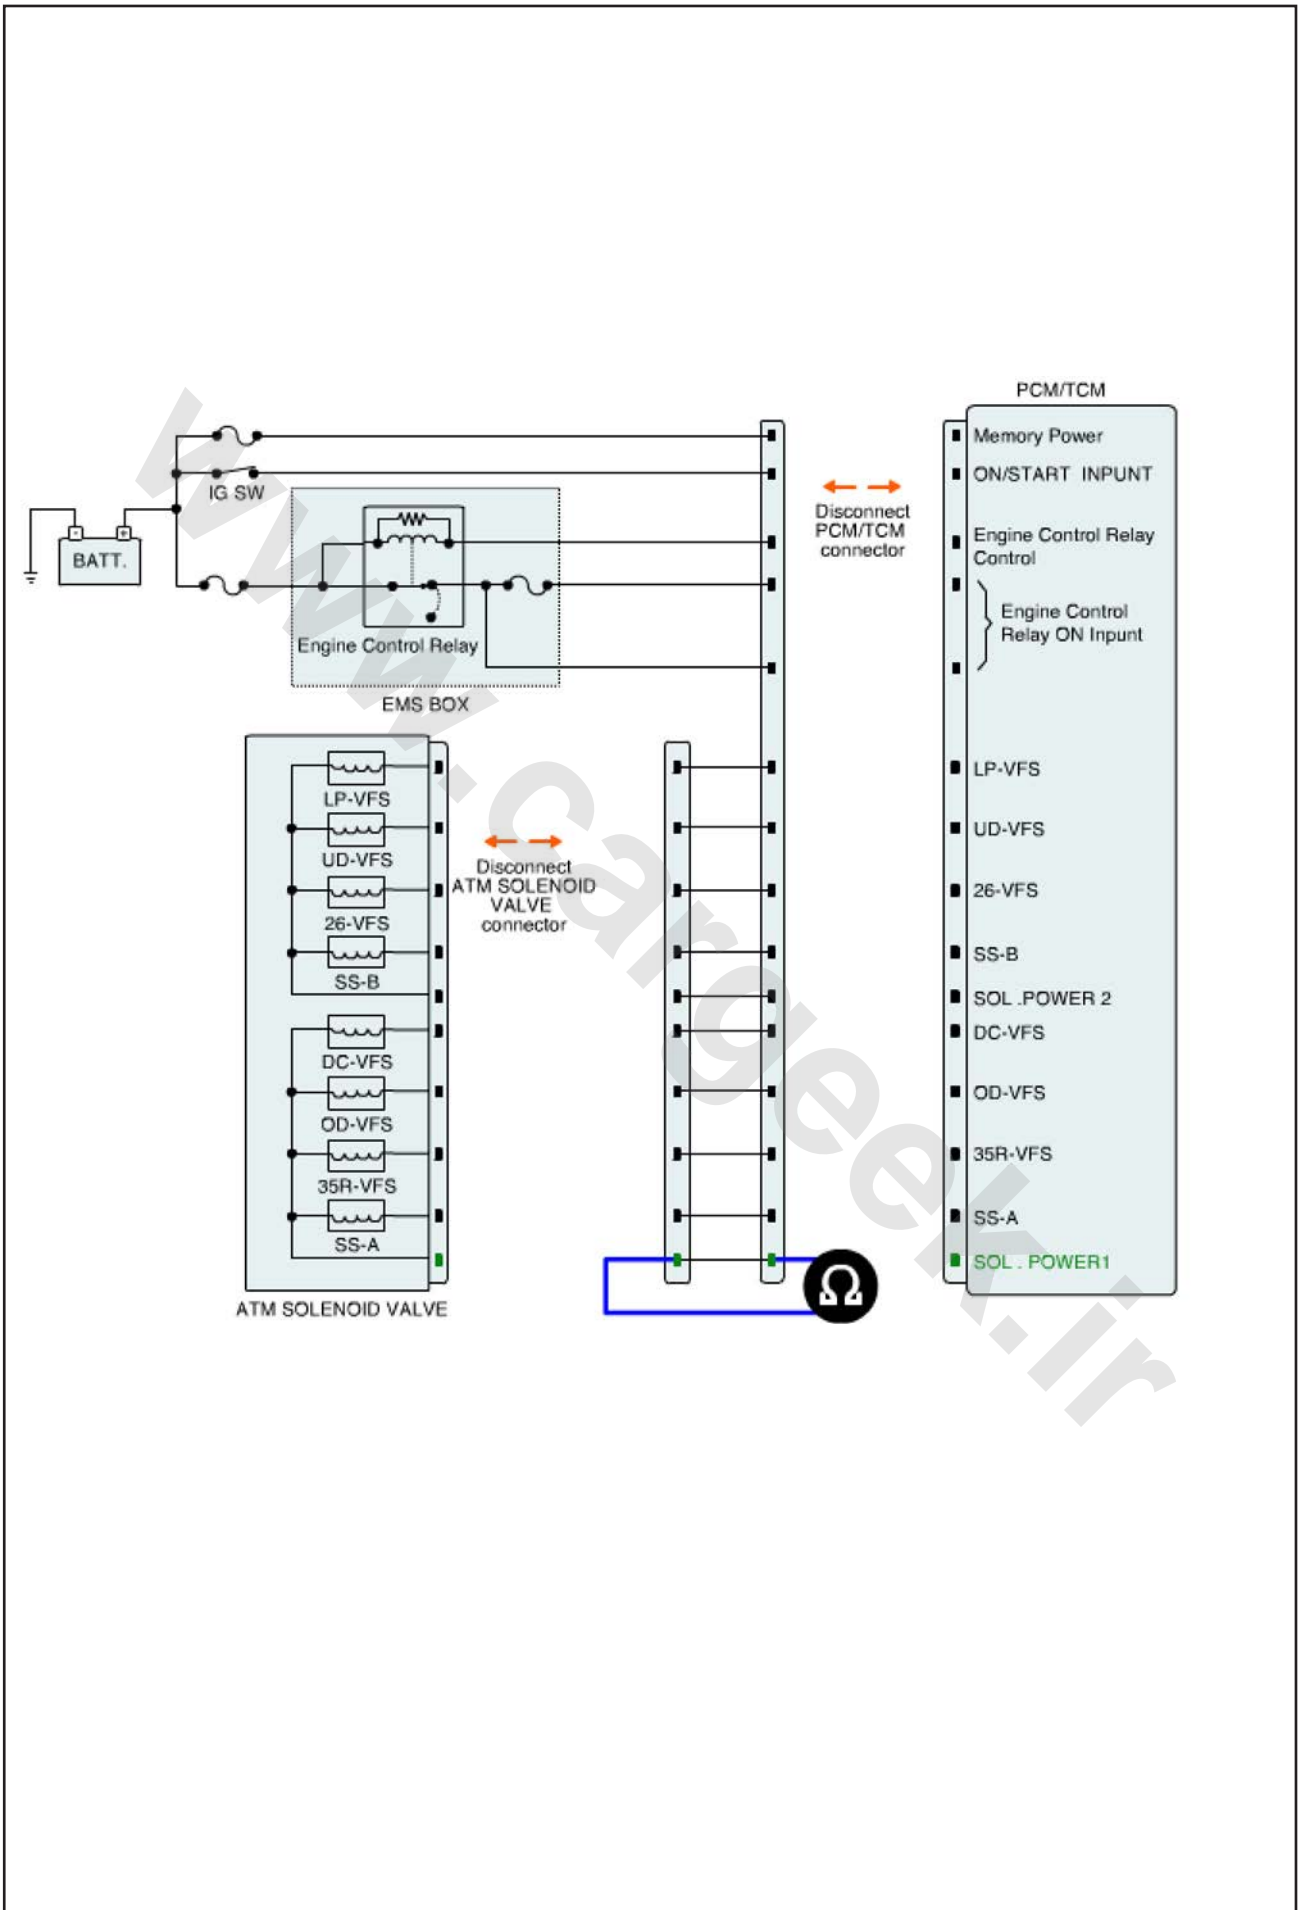 PCM/TCM
Memory Power
ON/START INPUNT
IG SW
Disconnect
PCM/TCM
connector
Engine Control Relay
Control
- +
BATT.
Engine Control
Relay ON Inpunt
Engine Control Relay
EMS BOX
LP-VFS
UD-VFS
26-VFS
SS-B
DC-VFS
OD-VFS
35R-VFS
SS-A
ATM SOLENOID VALVE
Disconnect
ATM SOLENOID
VALVE
connector
LP-VFS
UD-VFS
26-VFS
SS-B
SOL .POWER 2
DC-VFS
OD-VFS
35R-VFS
SS-A
SOL . POWER1
Ω
www.cargeek.ir